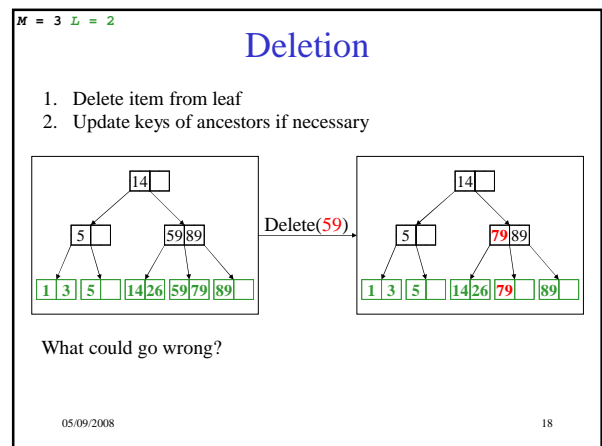 M = 3 L = 2
Deletion
1. Delete item from leaf
2. Update keys of ancestors if necessary
14
5
59 89
1 3 5 14 26 59 79 89
Delete(59)
14
5
79 89
1 3 5 14 26 79 89
What could go wrong?
05/09/2008
18